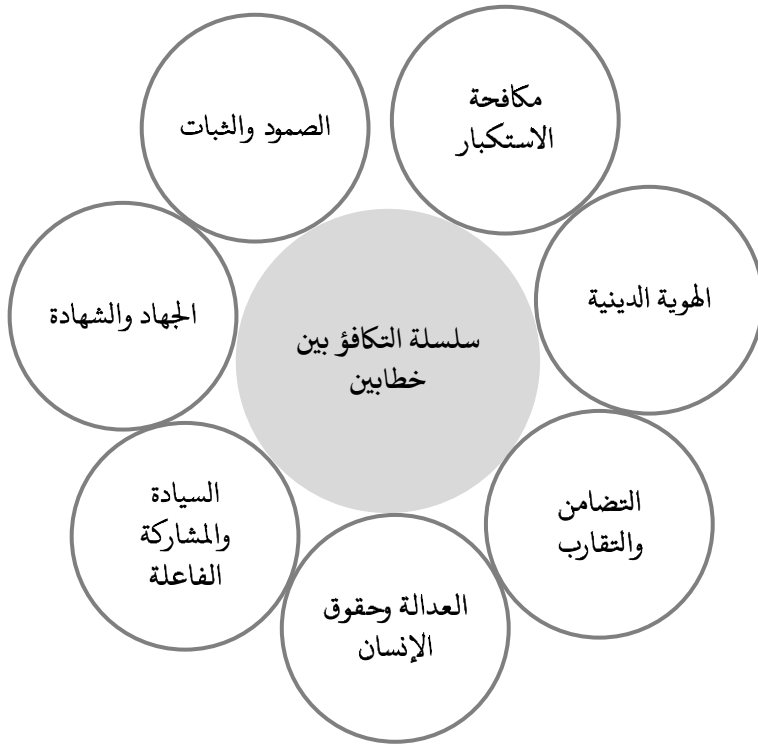 مكافحة
الاستكبار
الصمود والثبات
الهوية الدينية
الجهاد والشهادة
سلسلة التكافؤ بين
خطابين
التضامن
والتقارب
السيادة
والمشاركة
الفاعلة
العدالة وحقوق
الإنسان